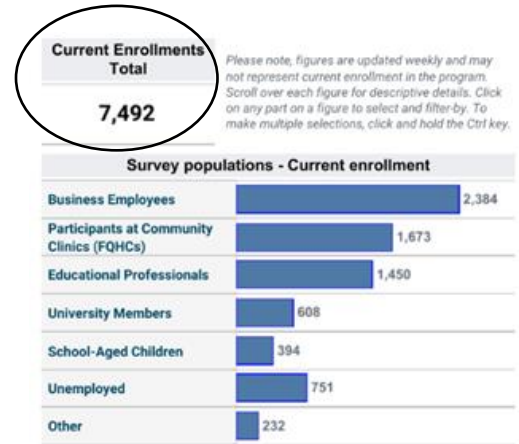 Current Enrollments
Total
7,492
Please note, figures are updated weekly and may
not represent current enrollment in the program.
Scroll over each figure for descriptive details. Click
on any part on a figure to select and filter-by. To
make multiple selections, click and hold the Ctrl key.
Survey populations - Current enrollment
Business Employees 2,384
Participants at Community
Clinics (FQHCs) 1,673
Educational Professionals 1,450
University Members 608
School-Aged Children 394
Unemployed 751
Other 232